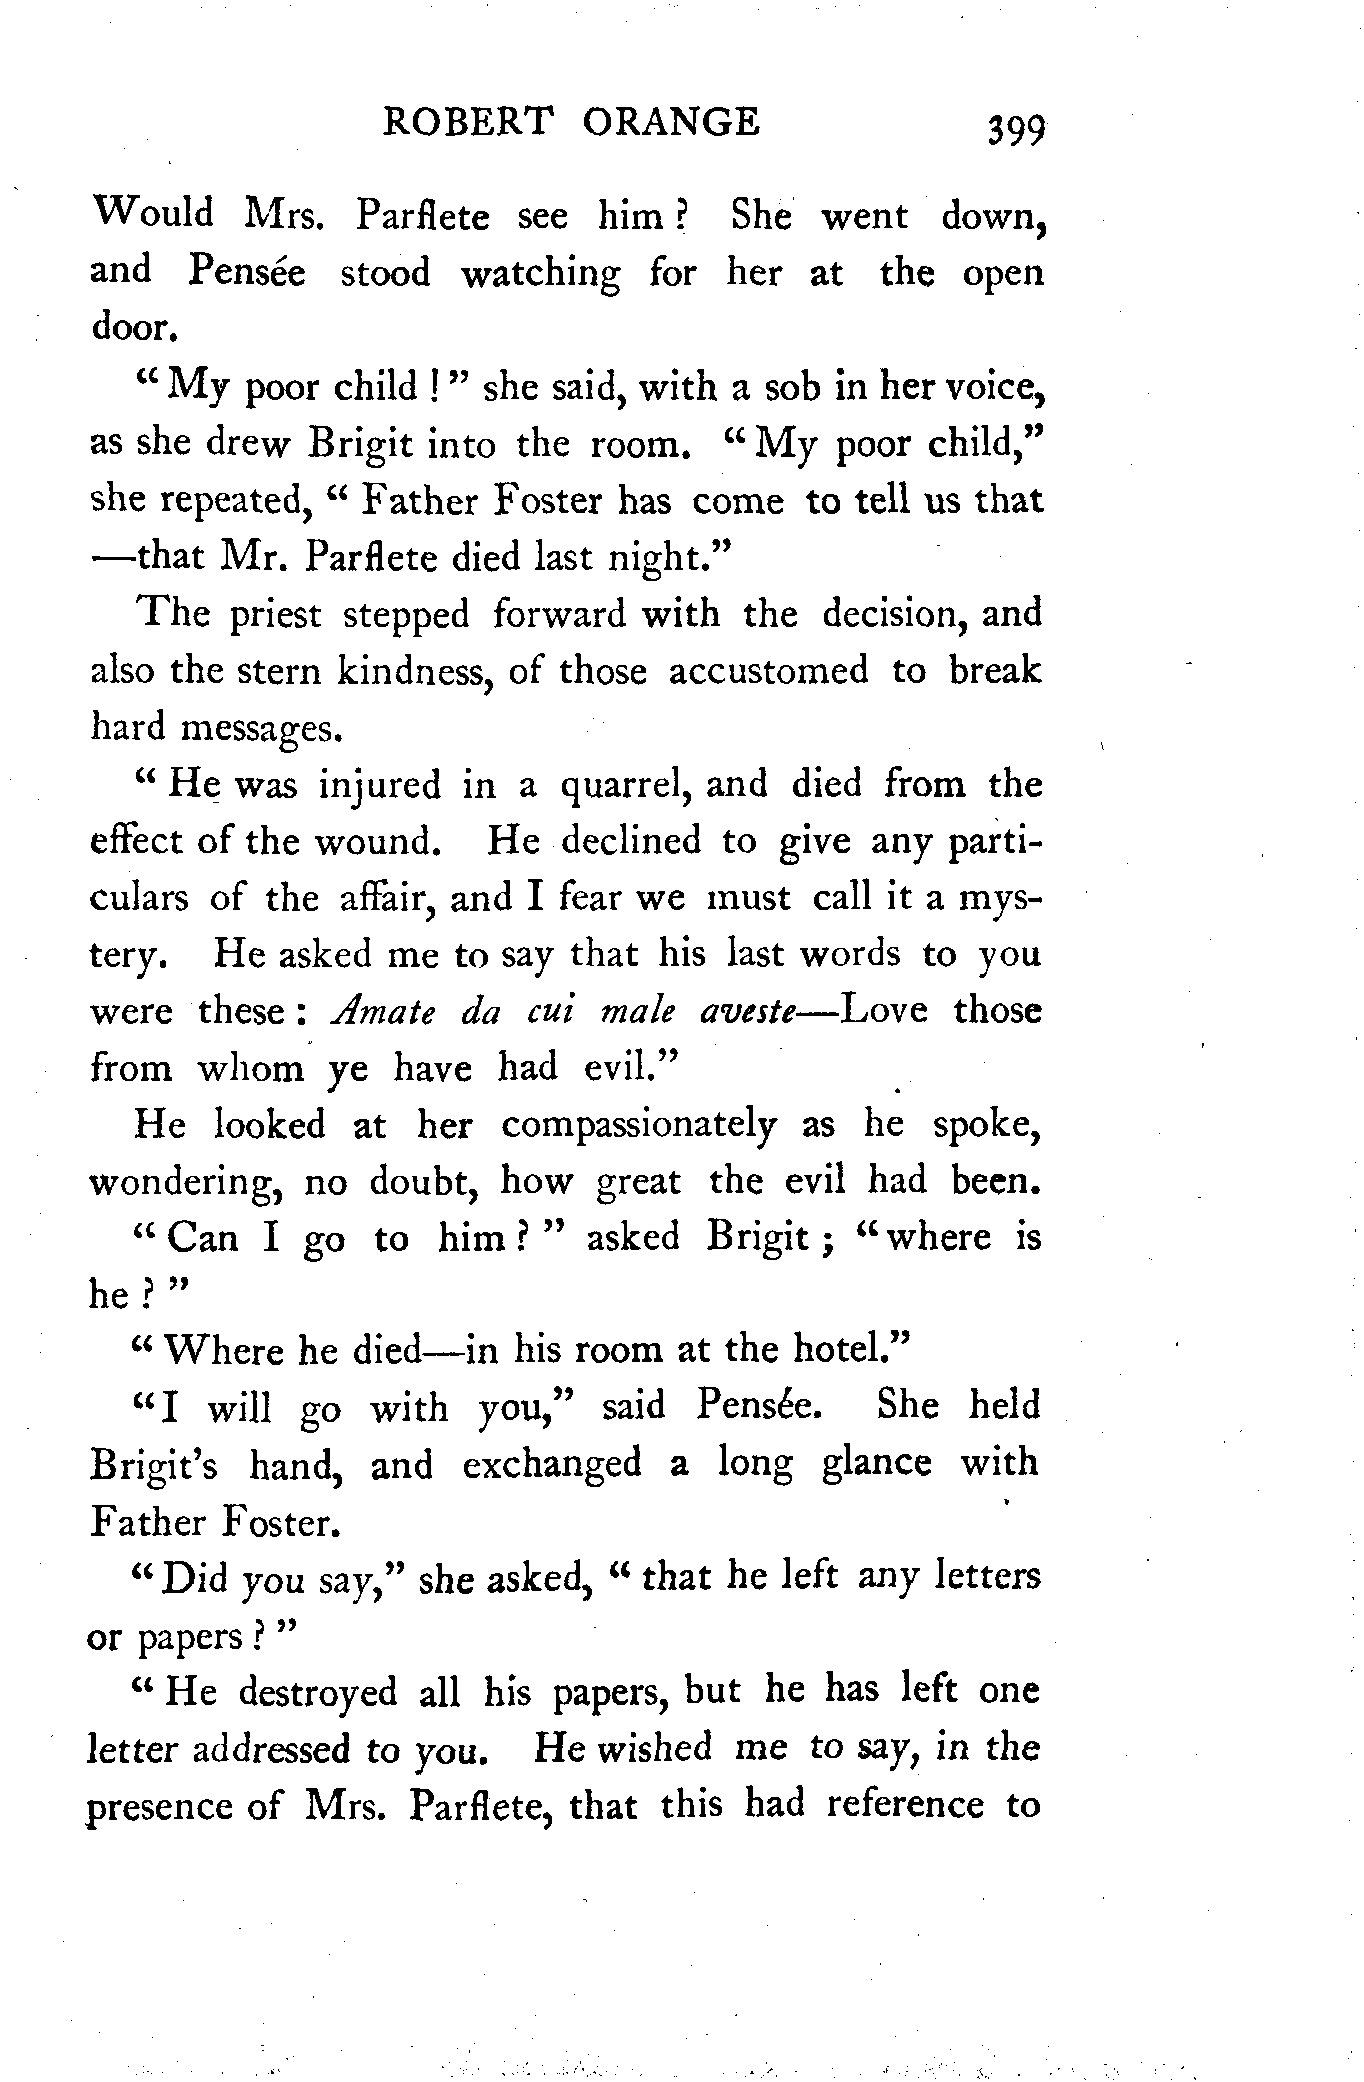 ROBERT ORANGE 399
Would Mrs. Parflete see him? She went down,
and Pensée stood watching for her at the open
door.
“My poor child!” she said, with a sob in her voice,
as she drew Brigit into the room. “My poor child,”
she repeated, “Father Foster has come to tell us that
—that Mr. Parflete died last night.”
The priest stepped forward with the decision, and
also the stern kindness, of those accustomed to break
hard messages.
“He was injured in a quarrel, and died from the
effect of the wound. He declined to give any parti-
culars of the affair, and I fear we must call it a mys-
tery. He asked me to say that his last words to you
were these: Amate da cui male aveste—Love those
from whom ye have had evil.”
He looked at her compassionately as he spoke,
wondering, no doubt, how great the evil had been.
“Can I go to him?” asked Brigit; “where is
he?”
“Where he died—in his room at the hotel.”
“I will go with you,” said Pensée. She held
Brigit’s hand, and exchanged a long glance with
Father Foster.
“Did you say,” she asked, “that he left any letters
or papers?”
“He destroyed all his papers, but he has left one
letter addressed to you. He wished me to say, in the
presence of Mrs. Parflete, that this had reference to